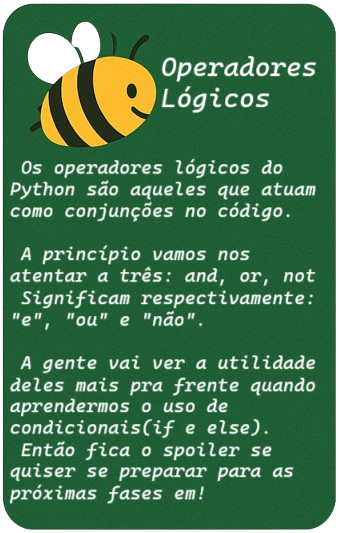 Operadores
Lógicos
Os operadores lógicos do
Python são aqueles que atuam
como conjunções no código.
A princípio vamos nos
atentar a três: and, or, not
Significam respectivamente:
"e", "ou" e "não".
A gente vai ver a utilidade
deles mais pra frente quando
aprendermos o uso de
condicionais(if e else).
Então fica o spoiler se
quiser se preparar para as
próximas fases em!